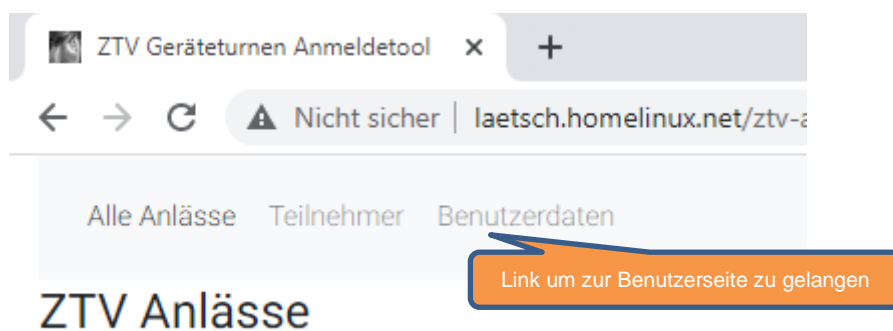 ZTV Geräteturnen Anmeldetool
Nicht sicher | laetsch.homelinux.net/ztv-a
Alle Anlässe Teilnehmer Benutzerdaten
Link um zur Benutzerseite zu gelangen
ZTV Anlässe